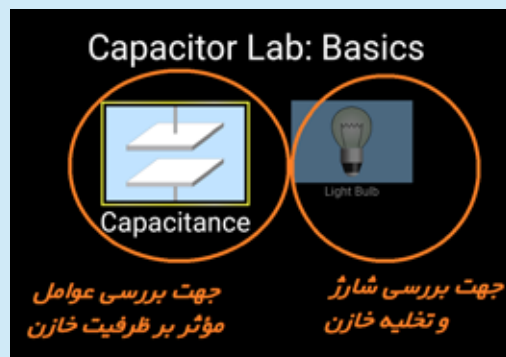 Capacitor Lab: Basics
Capacitance
Light Bulb
جهت بررسی عوامل
مؤثر بر ظرفیت خازن
جهت بررسی شارژ
و تخلیه خازن